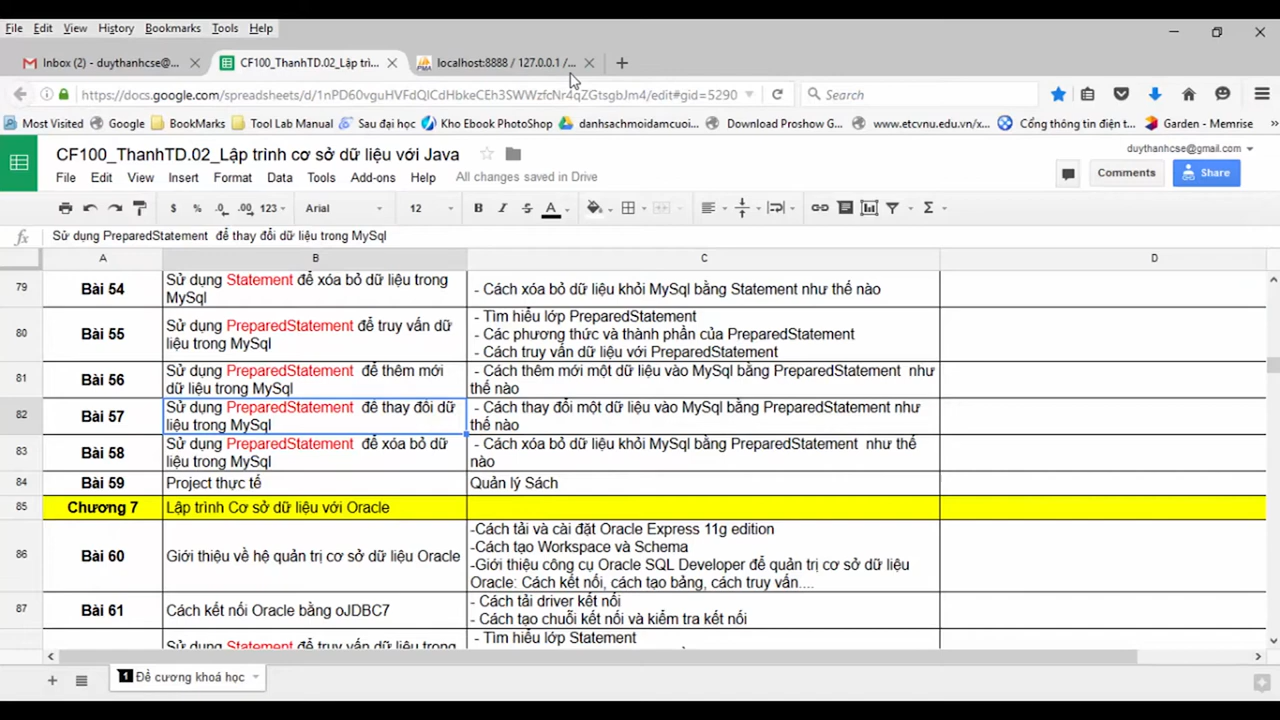 File Edit View History Bookmarks Tools Help
Inbox (2) - duythanhcse@...
CF100_ThanhTD.02_Lập trì...
localhost:8888 / 127.0.0.1 /...
https://docs.google.com/spreadsheets/d/1nPD60vguHVFdQlCdHbkeCEh3SWWzfcNr4qZGtsgbJm4/edit#gid=5290
Search
Most Visited Google BookMarks Tool Lab Manual Sau đại học Kho Ebook PhotoShop danhsachmoidamcuoi... Download Proshow G... www.etcvnu.edu.vn/x... Cổng thông tin điện t... Garden - Memrise
CF100_ThanhTD.02_Lập trình cơ sở dữ liệu với Java
duythanhcse@gmail.com
File Edit View Insert Format Data Tools Add-ons Help All changes saved in Drive
Comments
Share
$ % .0 .00 123 Arial 12 B I S A
fx Sử dụng PreparedStatement để thay đổi dữ liệu trong MySql
A B C D
79 Bài 54 Sử dụng Statement để xóa bỏ dữ liệu trong
MySql
- Cách xóa bỏ dữ liệu khỏi MySql bằng Statement như thế nào
80 Bài 55 Sử dụng PreparedStatement để truy vấn dữ
liệu trong MySql
- Tìm hiểu lớp PreparedStatement
- Các phương thức và thành phần của PreparedStatement
- Cách truy vấn dữ liệu với PreparedStatement
81 Bài 56 Sử dụng PreparedStatement để thêm mới
dữ liệu trong MySql
- Cách thêm mới một dữ liệu vào MySql bằng PreparedStatement như
thế nào
82 Bài 57 Sử dụng PreparedStatement để thay đổi dữ
liệu trong MySql
- Cách thay đổi một dữ liệu vào MySql bằng PreparedStatement như
thế nào
83 Bài 58 Sử dụng PreparedStatement để xóa bỏ dữ
liệu trong MySql
- Cách xóa bỏ dữ liệu khỏi MySql bằng PreparedStatement như thế
nào
84 Bài 59 Project thực tế Quản lý Sách
85 Chương 7 Lập trình Cơ sở dữ liệu với Oracle
86 Bài 60 Giới thiệu về hệ quản trị cơ sở dữ liệu Oracle
-Cách tải và cài đặt Oracle Express 11g edition
-Cách tạo Workspace và Schema
-Giới thiệu công cụ Oracle SQL Developer để quản trị cơ sở dữ liệu
Oracle: Cách kết nối, cách tạo bảng, cách truy vấn....
87 Bài 61 Cách kết nối Oracle bằng oJDBC7
- Cách tải driver kết nối
- Cách tạo chuỗi kết nối và kiểm tra kết nối
Sử dụng Statement để truy vấn dữ liệu trong
- Tìm hiểu lớp Statement
1 Đề cương khoá học